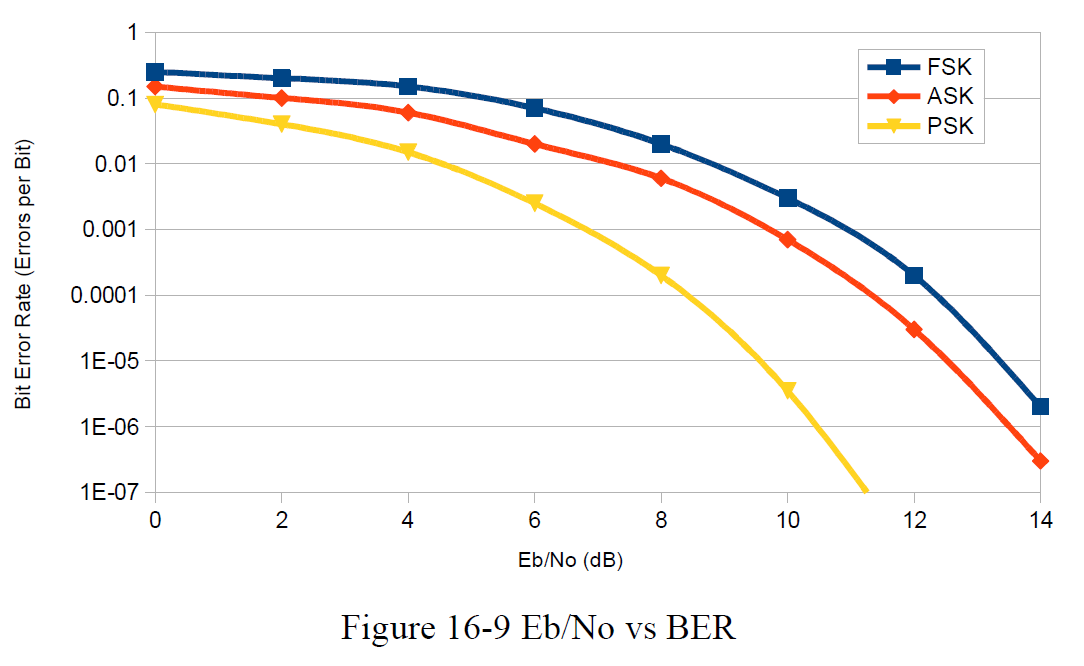 1
0.1
0.01
0.001
0.0001
1E-05
1E-06
1E-07
Bit Error Rate (Errors per Bit)
FSK
ASK
PSK
0 2 4 6 8 10 12 14
Eb/No (dB)
Figure 16-9 Eb/No vs BER